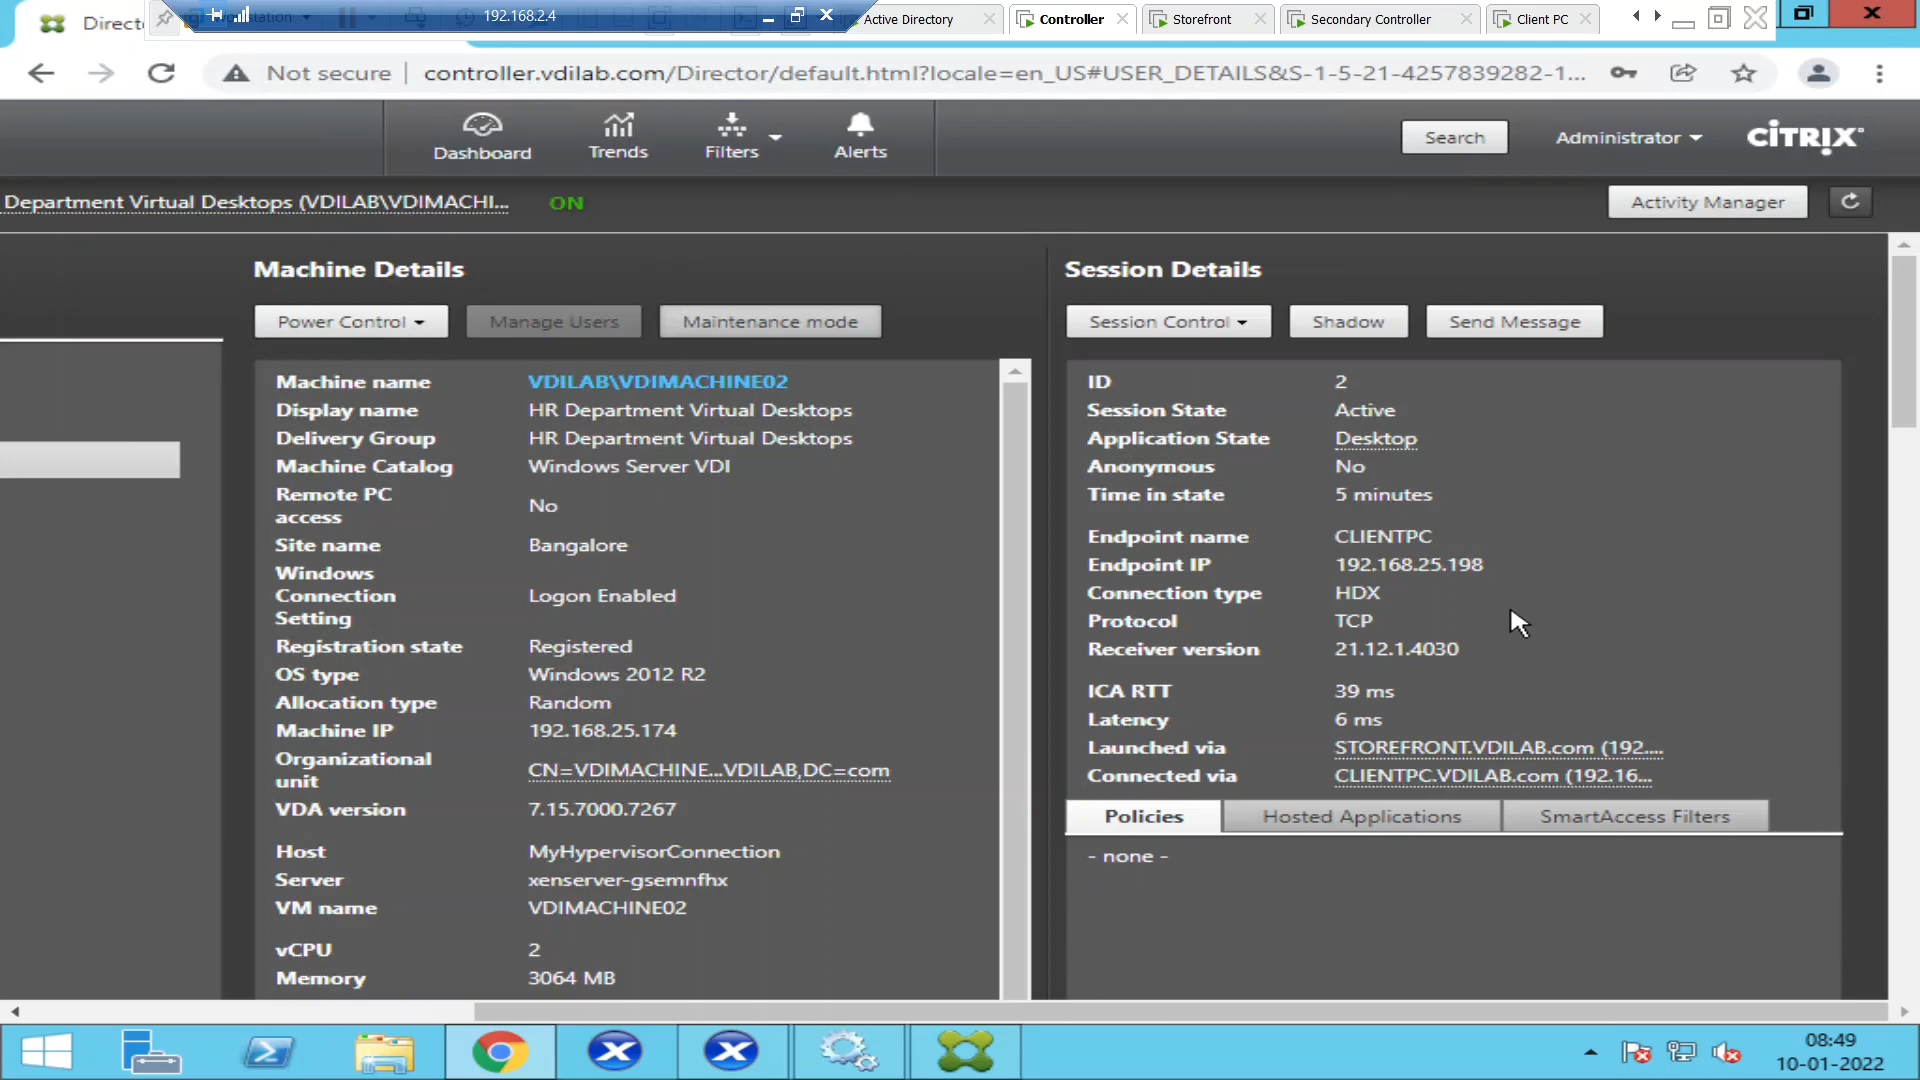 Direct
192.168.2.4
Active Directory
Controller
Storefront
Secondary Controller
Client PC
Not secure
controller.vdilab.com/Director/default.html?locale=en_US#USER_DETAILS&S-1-5-21-4257839282-1...
Dashboard
Trends
Filters
Alerts
Search
Administrator
CITRIX
Department Virtual Desktops (VDILAB\VDIMACHI...
ON
Activity Manager
Machine Details
Power Control
Manage Users
Maintenance mode
Machine name VDILAB\VDIMACHINE02
Display name HR Department Virtual Desktops
Delivery Group HR Department Virtual Desktops
Machine Catalog Windows Server VDI
Remote PC
access No
Site name Bangalore
Windows
Connection Logon Enabled
Setting
Registration state Registered
OS type Windows 2012 R2
Allocation type Random
Machine IP 192.168.25.174
Organizational
unit CN=VDIMACHINE...VDILAB,DC=com
VDA version 7.15.7000.7267
Host MyHypervisorConnection
Server xenserver-gsemnfhx
VM name VDIMACHINE02
vCPU 2
Memory 3064 MB
Session Details
Session Control
Shadow
Send Message
ID 2
Session State Active
Application State Desktop
Anonymous No
Time in state 5 minutes
Endpoint name CLIENTPC
Endpoint IP 192.168.25.198
Connection type HDX
Protocol TCP
Receiver version 21.12.1.4030
ICA RTT 39 ms
Latency 6 ms
Launched via STOREFRONT.VDILAB.com (192....
Connected via CLIENTPC.VDILAB.com (192.16...
Policies
Hosted Applications
SmartAccess Filters
- none -
08:49
10-01-2022